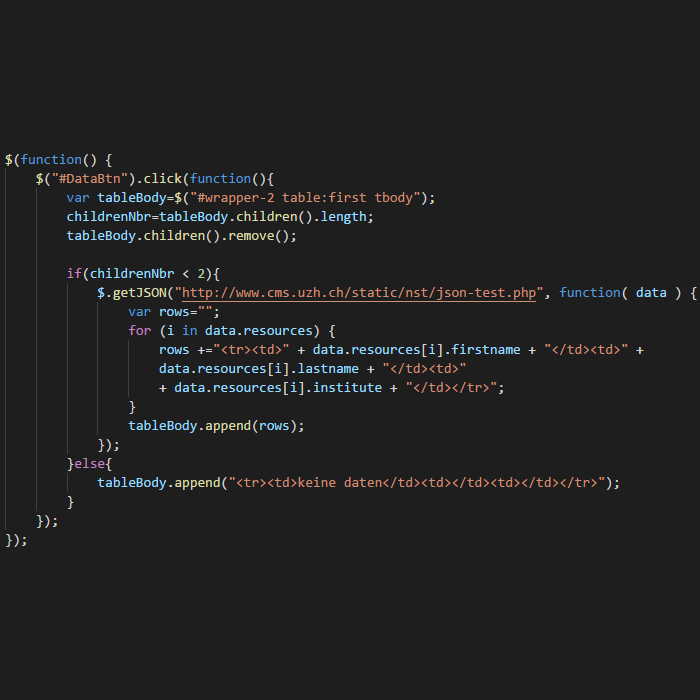 $(function() {
    $("#DataBtn").click(function(){
        var tableBody=$("#wrapper-2 table:first tbody");
        childrenNbr=tableBody.children().length;
        tableBody.children().remove();

        if(childrenNbr < 2){
            $.getJSON("http://www.cms.uzh.ch/static/nst/json-test.php", function( data ) {
                var rows="";
                for (i in data.resources) {
                    rows +="<tr><td>" + data.resources[i].firstname + "</td><td>" +
                    data.resources[i].lastname + "</td><td>"
                    + data.resources[i].institute + "</td></tr>";
                }
                tableBody.append(rows);
            });
        }else{
            tableBody.append("<tr><td>keine daten</td><td></td><td></td></tr>");
        }
    });
});